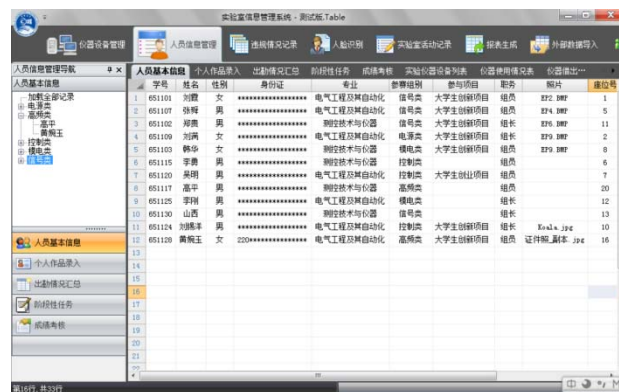 实验室信息管理系统 - 测试版.Table
仪器设备管理 人员信息管理 违规情况记录 人脸识别 实验室活动记录 报表生成 外部数据导入
人员信息管理导航
人员基本信息 个人作品录入 出勤情况汇总 阶段性任务 成绩考核 实验仪器设备列表 仪器使用情况表 仪器借出…
人员基本信息
加载全部记录
电源类
高频类
高平
黄婉玉
控制类
模电类
信号类
学号 姓名 性别 身份证 专业 参赛组别 参与项目 职务 照片 座位号
1 651101 刘霞 女 ****************** 电气工程及其自动化 信号类 大学生创新项目 组员 EP2.BMP 1
2 651107 张舜 男 ****************** 电气工程及其自动化 信号类 大学生创新项目 组员 EP4.BMP 5
3 651102 郑贵 男 ****************** 测控技术与仪器 信号类 大学生创新项目 组长 EP6.BMP 11
4 651109 刘满 女 ****************** 电气工程及其自动化 电源类 大学生创新项目 组长 EP9.BMP 2
5 651103 韩华 女 ****************** 测控技术与仪器 模电类 大学生创新项目 组员 EP9.BMP 8
6 651115 李勇 男 ****************** 测控技术与仪器 控制类 组员 6
7 651120 吴明 男 ****************** 电气工程及其自动化 控制类 大学生创业项目 组员 7
8 651117 高平 男 ****************** 测控技术与仪器 高频类 组员 20
9 651125 李刚 男 ****************** 电气工程及其自动化 模电类 组长 12
10 651130 山西 男 ****************** 测控技术与仪器 信号类 组长 13
11 651124 刘锡洋 男 ****************** 电气工程及其自动化 控制类 大学生创新项目 组长 Koala.jpg 10
12 651128 黄婉玉 女 220*************** 电气工程及其自动化 高频类 大学生创新项目 组员 证件照_副本.jpg 16
13
14
15
16
17
18
19
20
21
人员基本信息
个人作品录入
出勤情况汇总
阶段性任务
成绩考核
第16行,共33行
中